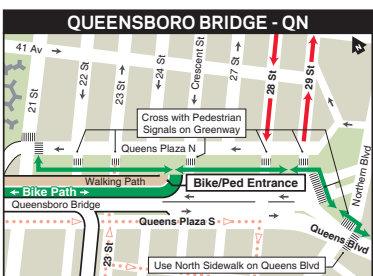 QUEENSBORO BRIDGE - QN
41 Av
21 St
22 St
23 St
24 St
Crescent St
27 St
28 St
29 St
Cross with Pedestrian
Signals on Greenway
Queens Plaza N
Northern Blvd
Walking Path
Bike/Ped Entrance
Bike Path
Queensboro Bridge
Queens Plaza S
23 St
Queens Blvd
Use North Sidewalk on Queens Blvd
N